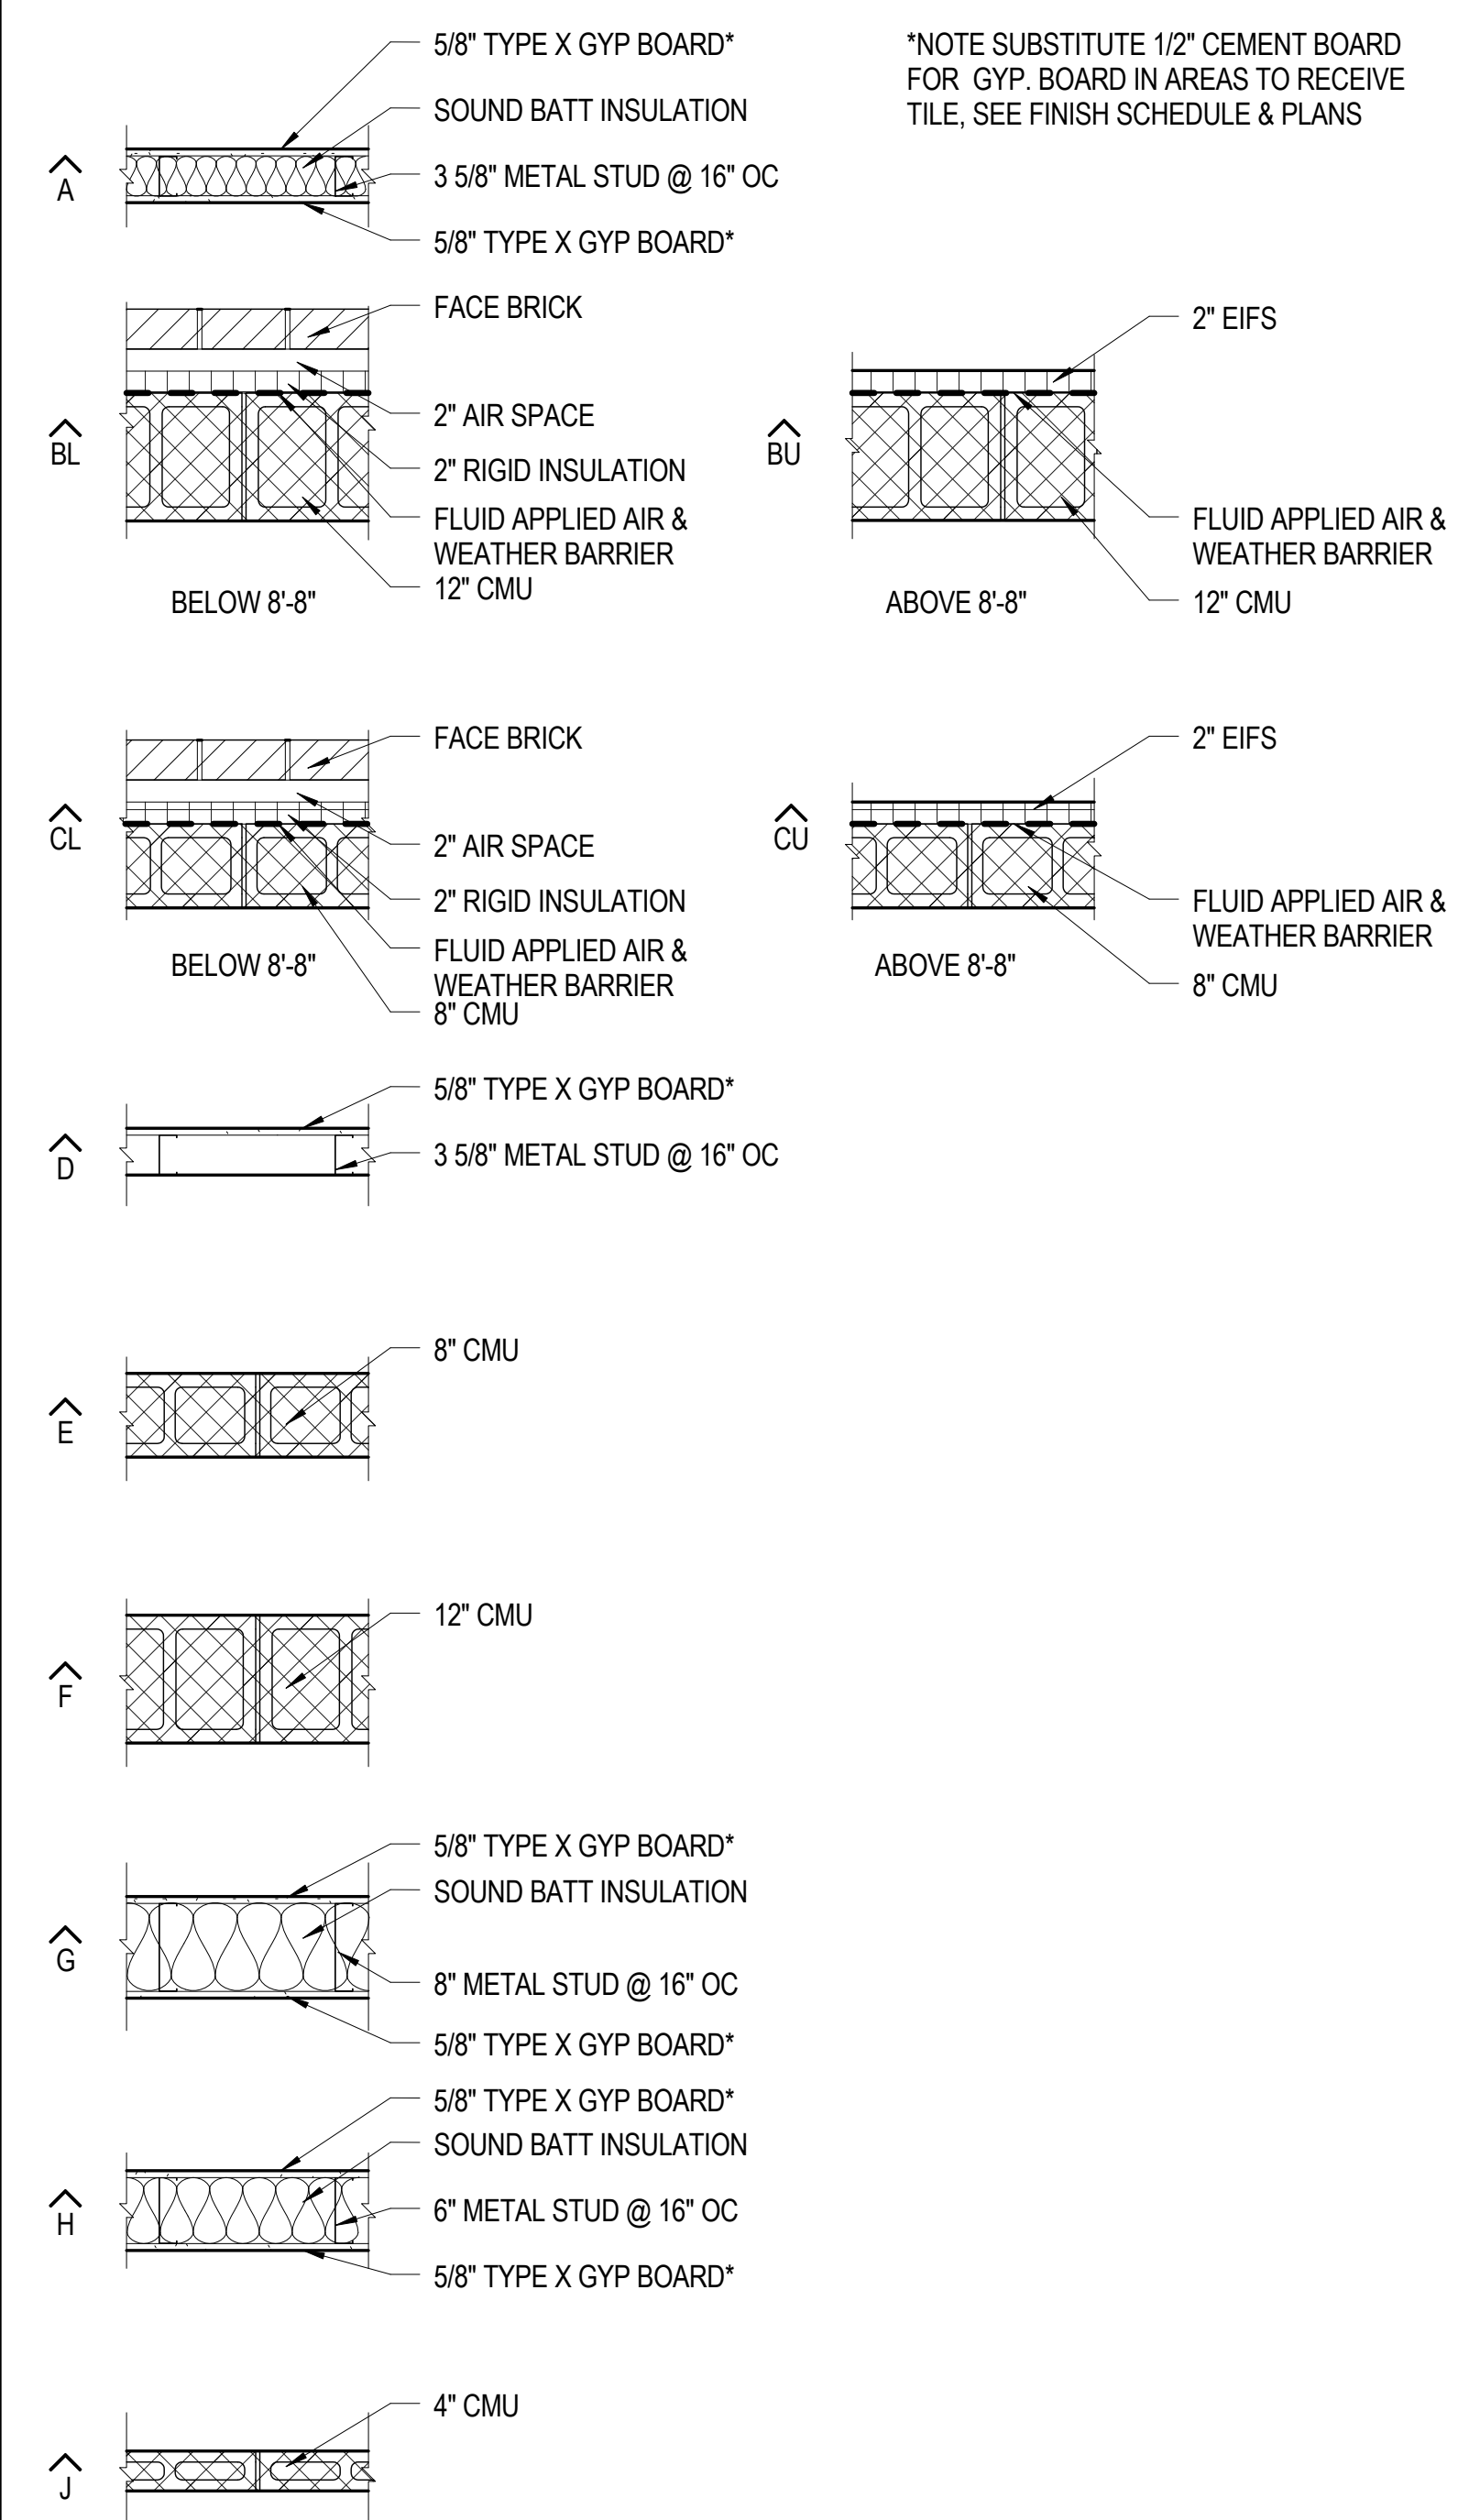 5/8" TYPE X GYP BOARD*
SOUND BATT INSULATION
3 5/8" METAL STUD @ 16" OC
5/8" TYPE X GYP BOARD*
A
*NOTE SUBSTITUTE 1/2" CEMENT BOARD
FOR GYP. BOARD IN AREAS TO RECEIVE
TILE, SEE FINISH SCHEDULE & PLANS
FACE BRICK
2" AIR SPACE
2" RIGID INSULATION
FLUID APPLIED AIR &
WEATHER BARRIER
12" CMU
BL
BELOW 8'-8"
2" EIFS
BU
FLUID APPLIED AIR &
WEATHER BARRIER
12" CMU
ABOVE 8'-8"
FACE BRICK
2" AIR SPACE
2" RIGID INSULATION
FLUID APPLIED AIR &
WEATHER BARRIER
8" CMU
CL
BELOW 8'-8"
2" EIFS
CU
FLUID APPLIED AIR &
WEATHER BARRIER
8" CMU
ABOVE 8'-8"
5/8" TYPE X GYP BOARD*
3 5/8" METAL STUD @ 16" OC
D
8" CMU
E
12" CMU
F
5/8" TYPE X GYP BOARD*
SOUND BATT INSULATION
8" METAL STUD @ 16" OC
5/8" TYPE X GYP BOARD*
G
5/8" TYPE X GYP BOARD*
SOUND BATT INSULATION
6" METAL STUD @ 16" OC
5/8" TYPE X GYP BOARD*
H
4" CMU
J